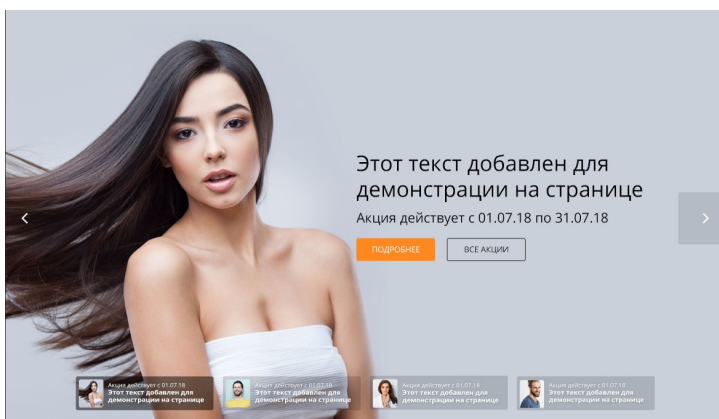 Этот текст добавлен для
демонстрации на странице
Акция действует с 01.07.18 по 31.07.18
ПОДРОБНЕЕ
ВСЕ АКЦИИ
Акция действует с 01.07.18
Этот текст добавлен для
демонстрации на странице
Акция действует с 01.07.18
Этот текст добавлен для
демонстрации на странице
Акция действует с 01.07.18
Этот текст добавлен для
демонстрации на странице
Акция действует с 01.07.18
Этот текст добавлен для
демонстрации на странице